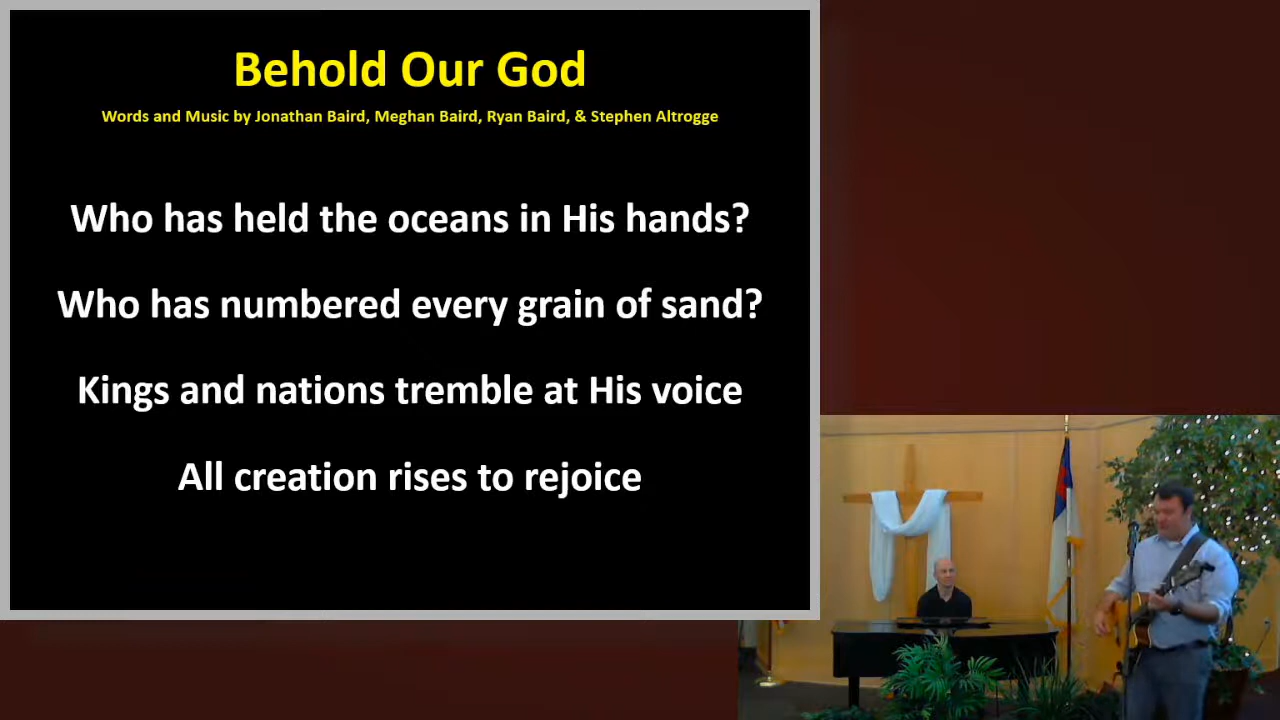 Behold Our God
Words and Music by Jonathan Baird, Meghan Baird, Ryan Baird, & Stephen Altrogge
Who has held the oceans in His hands?
Who has numbered every grain of sand?
Kings and nations tremble at His voice
All creation rises to rejoice